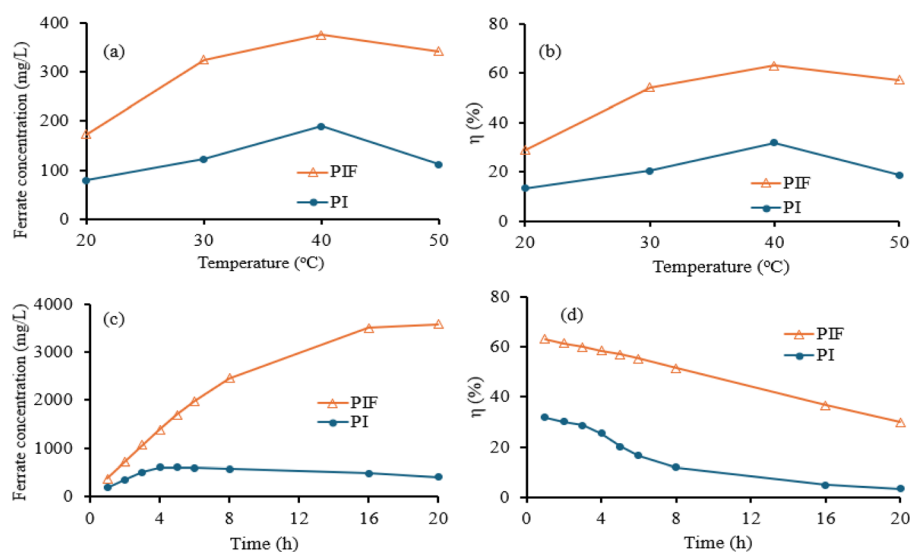 (a)
Ferrate concentration (mg/L)
400
300
200
100
0
PIF
PI
20 30 40 50
Temperature (°C)
(b)
η (%)
80
60
40
20
0
PIF
PI
20 30 40 50
Temperature (°C)
(c)
Ferrate concentration (mg/L)
4000
3000
2000
1000
0
PIF
PI
0 4 8 12 16 20
Time (h)
(d)
η (%)
80
60
40
20
0
PIF
PI
0 4 8 12 16 20
Time (h)